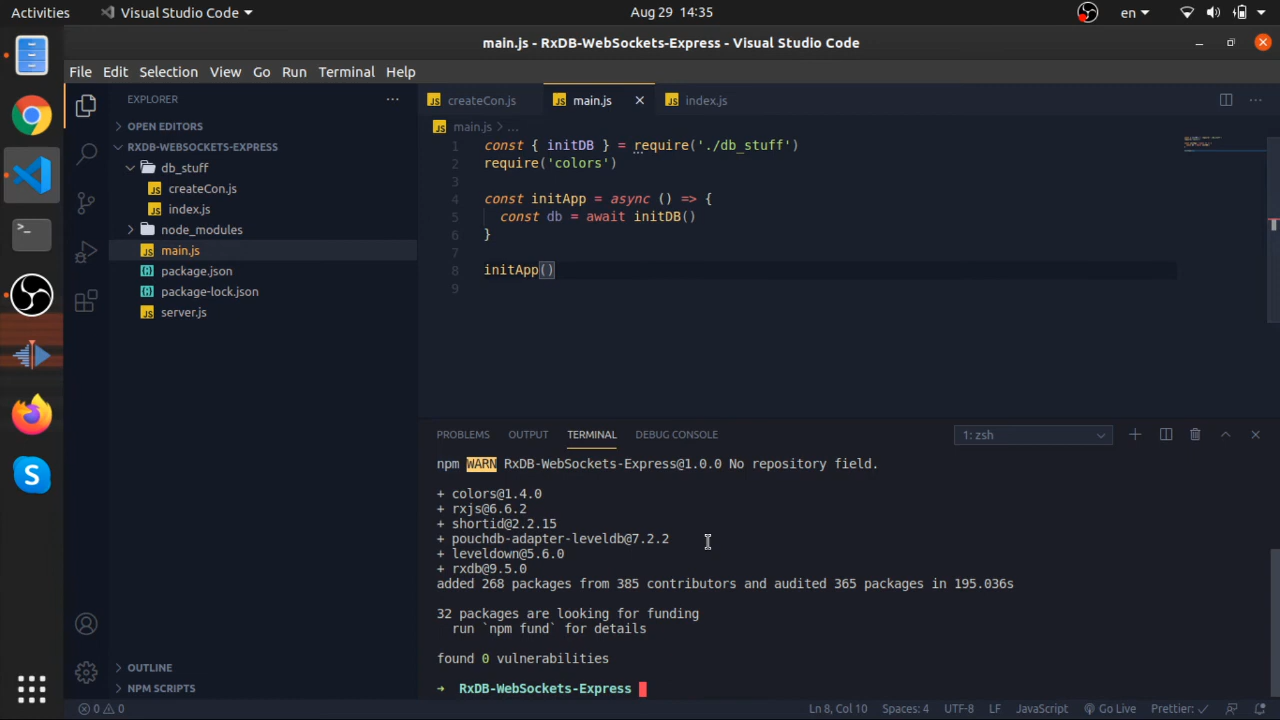 Activities
Visual Studio Code
Aug 29 14:35
en
main.js - RxDB-WebSockets-Express - Visual Studio Code
File Edit Selection View Go Run Terminal Help
EXPLORER
OPEN EDITORS
RXDB-WEBSOCKETS-EXPRESS
db_stuff
JS createCon.js
JS index.js
node_modules
JS main.js
package.json
package-lock.json
JS server.js
OUTLINE
NPM SCRIPTS
JS createCon.js
JS main.js
JS index.js
JS main.js > ...
1 const { initDB } = require('./db_stuff')
2 require('colors')
3
4 const initApp = async () => {
5 const db = await initDB()
6 }
7
8 initApp()
9
PROBLEMS OUTPUT TERMINAL DEBUG CONSOLE
1: zsh
npm WARN RxDB-WebSockets-Express@1.0.0 No repository field.
+ colors@1.4.0
+ rxjs@6.6.2
+ shortid@2.2.15
+ pouchdb-adapter-leveldb@7.2.2
+ leveldown@5.6.0
+ rxdb@9.5.0
added 268 packages from 385 contributors and audited 365 packages in 195.036s
32 packages are looking for funding
run `npm fund` for details
found 0 vulnerabilities
→ RxDB-WebSockets-Express
0 0
Ln 8, Col 10
Spaces: 4
UTF-8
LF
JavaScript
Go Live
Prettier: ✓